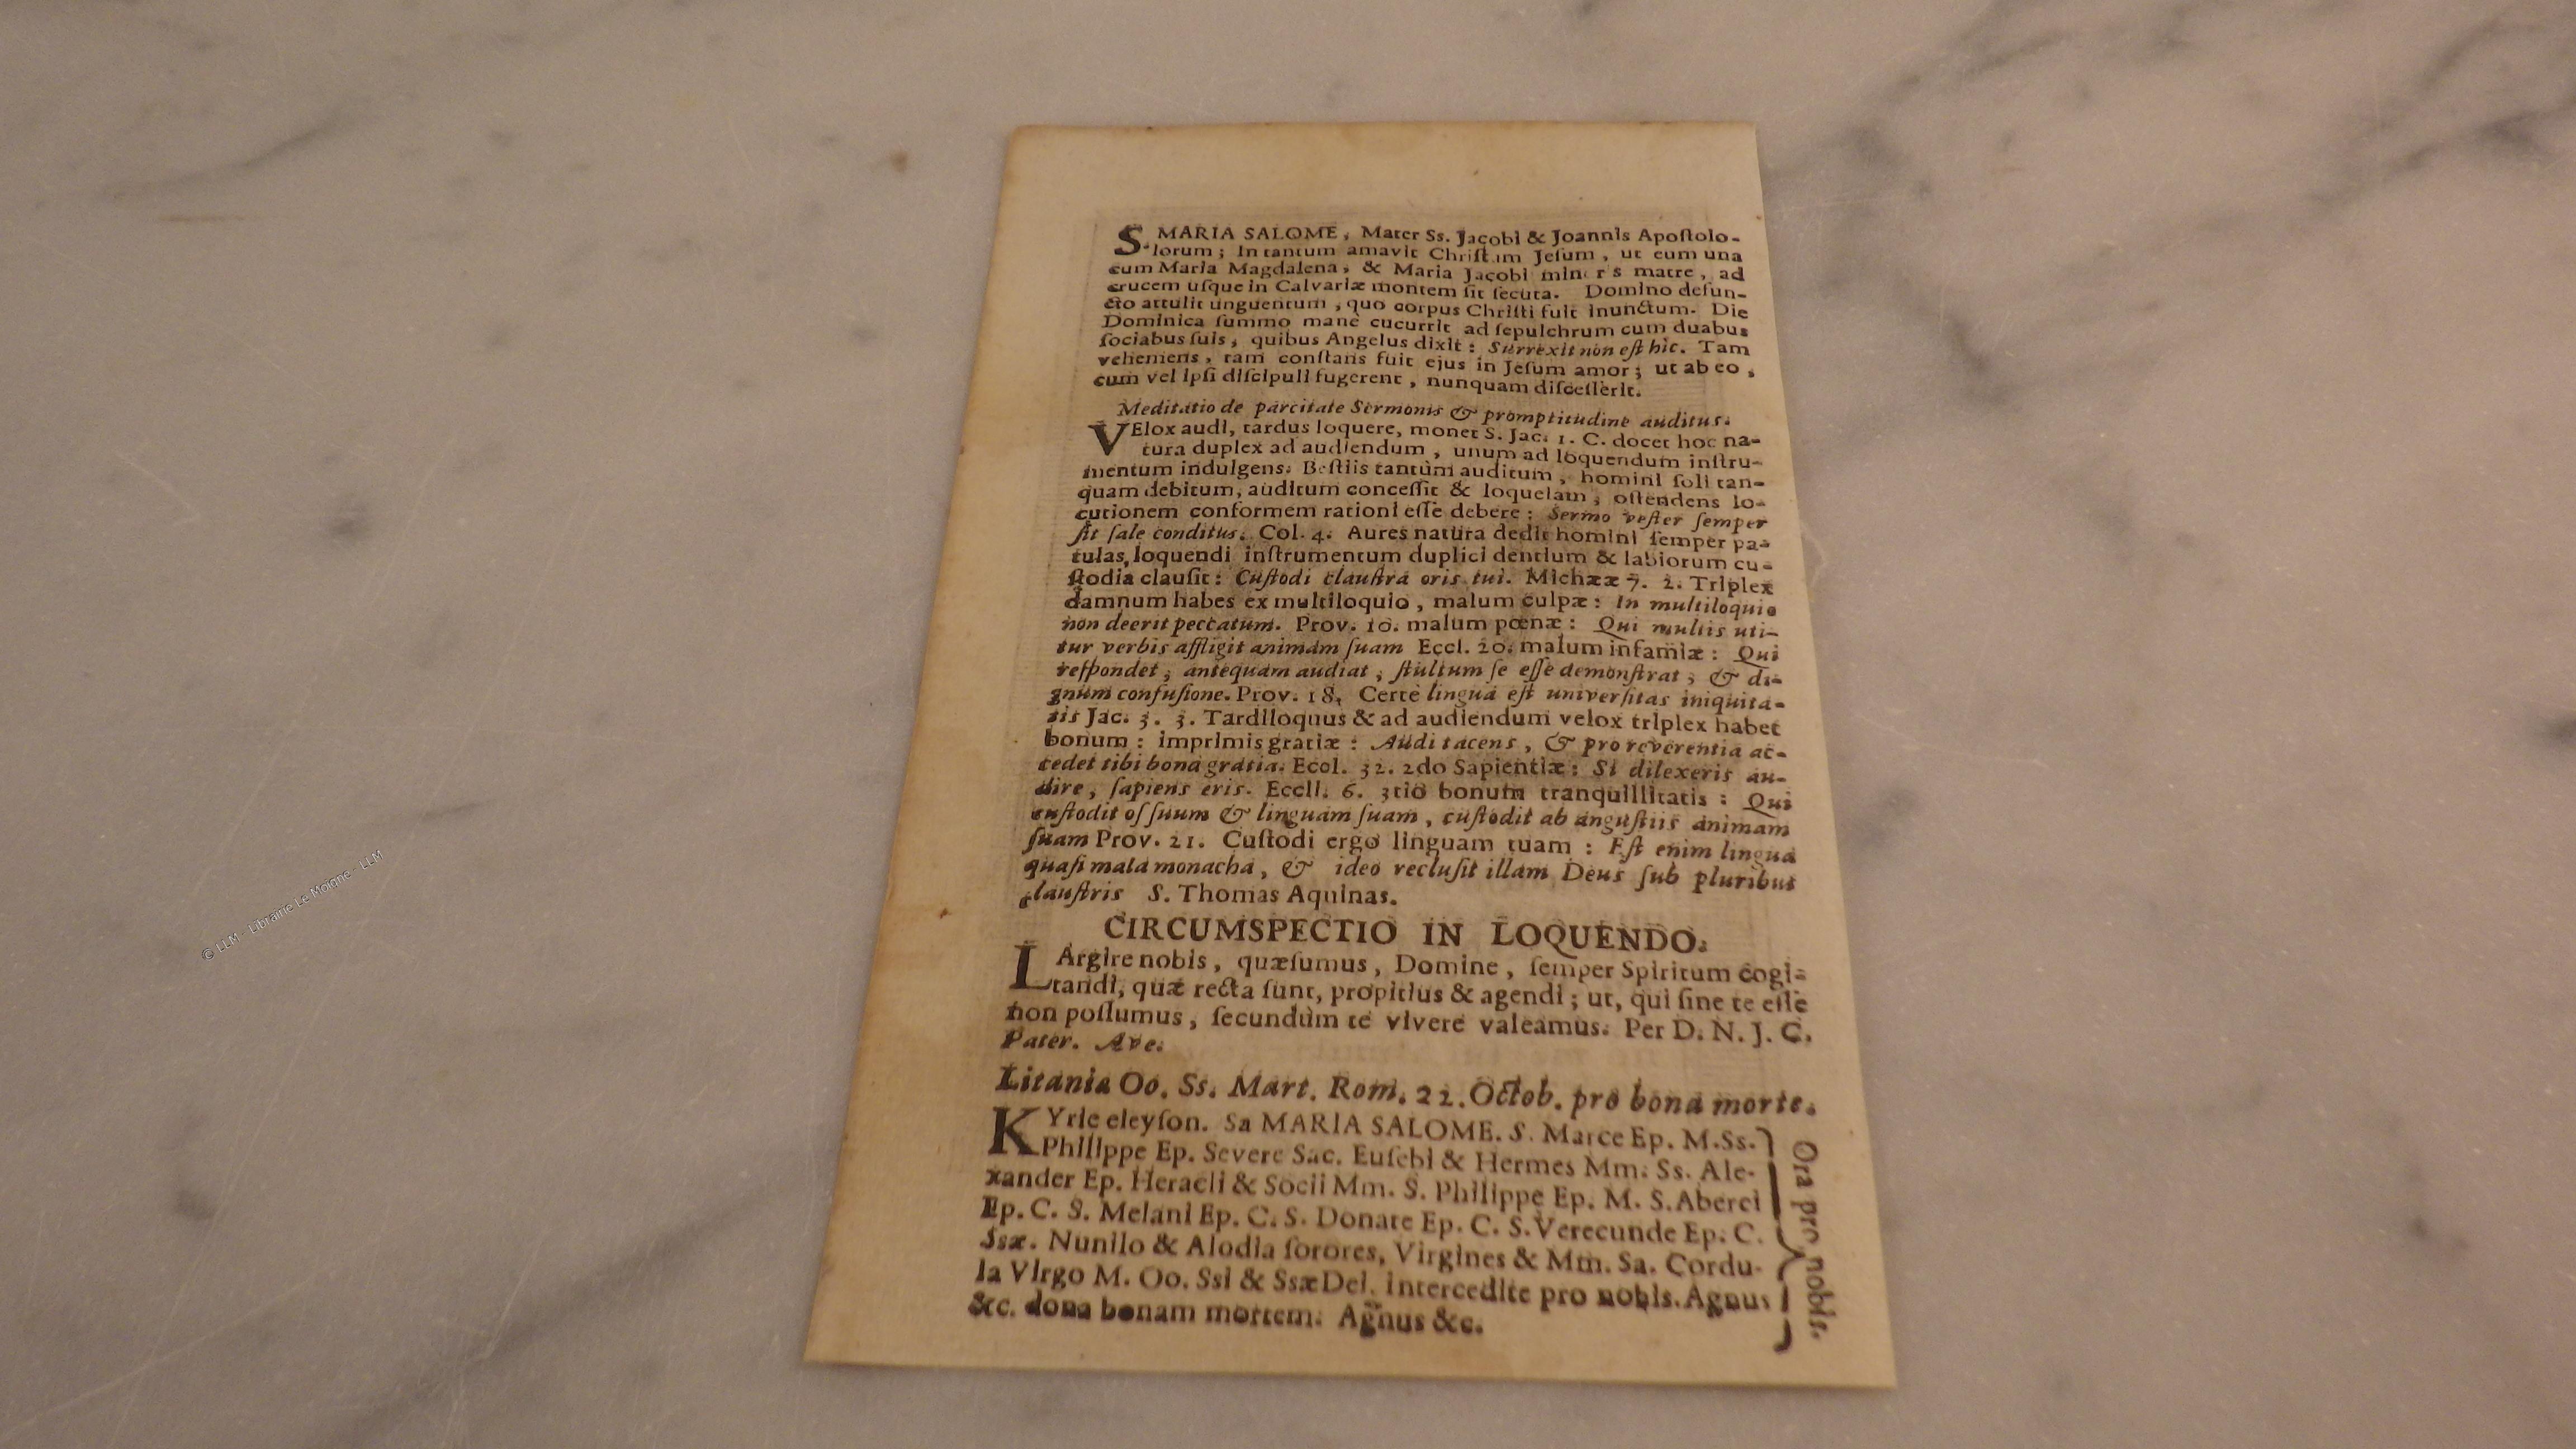 S. MARIA SALOME, Mater Ss. Jacobi & Joannis Apoſtolo-
lorum; In tantum amavit Chriſtum Jeſum, ut eum una
cum Maria Magdalena, & Maria Jacobi min r s matre, ad
crucem uſque in Calvariæ montem ſit ſecuta. Domino defun-
cto attulit unguentum, quo corpus Chriſti fuit inunctum. Die
Dominica ſummo manè cucurrit ad ſepulchrum cum duabus
ſociabus ſuis, quibus Angelus dixit: Surrexit non eſt hìc. Tam
vehemens, tam conſtans fuit ejus in Jeſum amor; ut ab eo,
cum vel ipſi diſcipuli fugerent, nunquam diſceſſerit.
Meditatio de parcitate Sermonis & promptitudine auditus.
VElox audi, tardus loquere, monet S. Jac. 1. C. docet hoc na-
tura duplex ad audiendum, unum ad loquendum inſtru-
mentum indulgens. Beſtiis tantùm auditum, homini ſoli tan-
quam debitum, auditum conceſſit & loquelam, oſtendens lo-
cutionem conformem rationi eſſe debere: Sermo veſter ſemper
ſit ſale conditus. Col. 4. Aures natura dedit homini ſemper pa-
tulas, loquendi inſtrumentum duplici dentium & labiorum cu-
ſtodia clauſit: Cuſtodi clauſtra oris tui. Michææ 7. 2. Triplex
damnum habes ex multiloquio, malum culpæ: In multiloquio
non deerit peccatum. Prov. 10. malum pœnæ: Qui multis uti-
tur verbis affligit animam ſuam Eccl. 20. malum infamiæ: Qui
reſpondet, antequam audiat, ſtultum ſe eſſe demonſtrat, & di-
gnum confuſione. Prov. 18. Certè lingua eſt univerſitas iniquita-
tis Jac. 3. 3. Tardiloquus & ad audiendum velox triplex habet
bonum: imprimis gratiæ: Audi tacens, & pro reverentia ac-
cedet tibi bona gratia. Eccl. 32. 2do Sapientiæ: Si dilexeris au-
dire, ſapiens eris. Eccli. 6. 3tiò bonum tranquillitatis: Qui
cuſtodit os ſuum & linguam ſuam, cuſtodit ab anguſtiis animam
ſuam Prov. 21. Cuſtodi ergò linguam tuam: Eſt enim lingua
quaſi mala monacha, & ideo recluſit illam Deus ſub pluribus
clauſtris S. Thomas Aquinas.
CIRCUMSPECTIO IN LOQUENDO.
LArgire nobis, quæſumus, Domine, ſemper Spiritum cogi-
tandi, quæ recta ſunt, propitius & agendi; ut, qui ſine te eſſe
non poſſumus, ſecundùm te vivere valeamus. Per D. N. J. C.
Pater. Ave.
Litania Oo. Ss. Mart. Rom. 22. Octob. pro bona morte.
KYrie eleyſon. Sa MARIA SALOME. S. Marce Ep. M. Ss.
Philippe Ep. Severe Sac. Euſebi & Hermes Mm. Ss. Ale-
xander Ep. Heracli & Socii Mm. S. Philippe Ep. M. S. Aberci
Ep. C. S. Melani Ep. C. S. Donate Ep. C. S. Verecunde Ep. C.
Ssæ. Nunilo & Alodia ſorores, Virgines & Mm. Sa. Cordu-
la Virgo M. Oo. Ssi & Ssæ Dei, intercedite pro nobis. Agnus
&c. dona bonam mortem. Agnus &c.
Ora pro nobis.
© LLM - Librairie Le Moigne - LLM